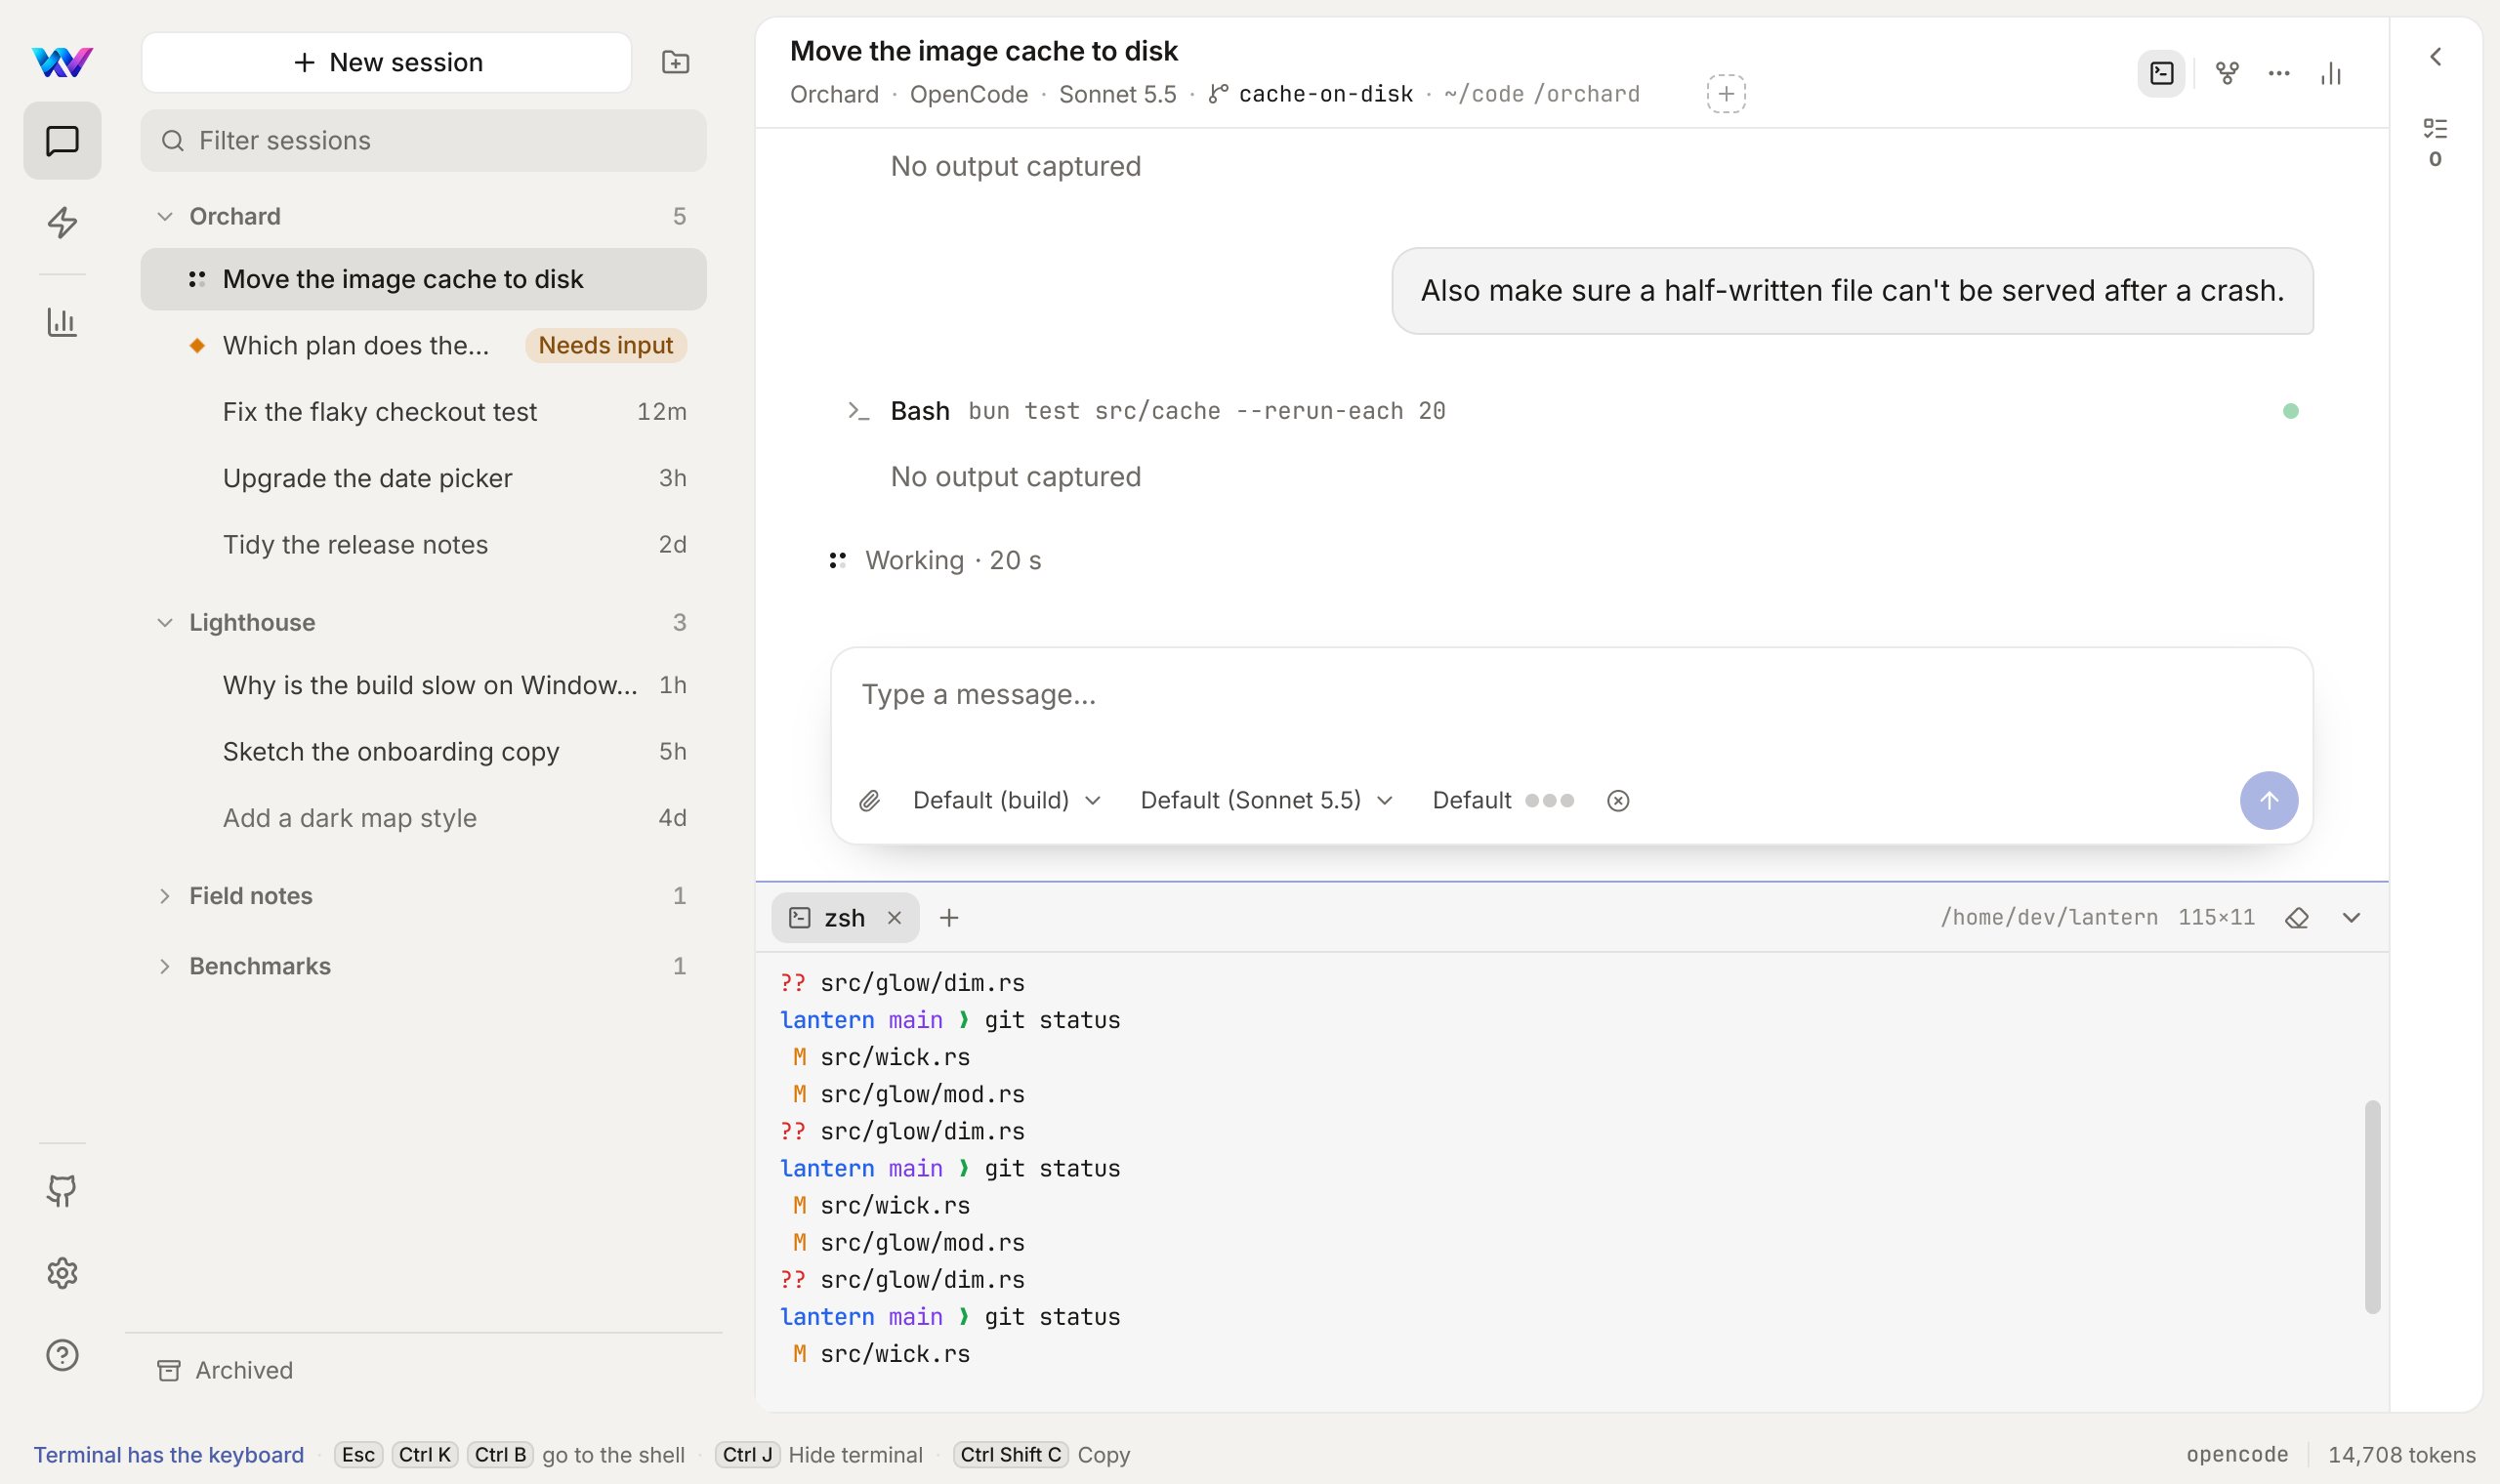 New session
Filter sessions
Orchard 5
Move the image cache to disk
Which plan does the... Needs input
Fix the flaky checkout test 12m
Upgrade the date picker 3h
Tidy the release notes 2d
Lighthouse 3
Why is the build slow on Window... 1h
Sketch the onboarding copy 5h
Add a dark map style 4d
Field notes 1
Benchmarks 1
Archived
Move the image cache to disk
Orchard · OpenCode · Sonnet 5.5 · cache-on-disk · ~/code /orchard
0
No output captured
Also make sure a half-written file can't be served after a crash.
Bash bun test src/cache --rerun-each 20
No output captured
Working · 20 s
Type a message...
Default (build) Default (Sonnet 5.5) Default
zsh /home/dev/lantern 115×11
?? src/glow/dim.rs
lantern main ❯ git status
M src/wick.rs
M src/glow/mod.rs
?? src/glow/dim.rs
lantern main ❯ git status
M src/wick.rs
M src/glow/mod.rs
?? src/glow/dim.rs
lantern main ❯ git status
M src/wick.rs
Terminal has the keyboard · Esc Ctrl K Ctrl B go to the shell · Ctrl J Hide terminal · Ctrl Shift C Copy
opencode 14,708 tokens